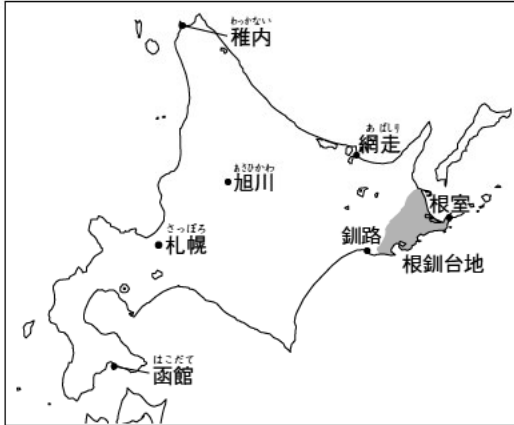 わっかない
稚内
あばしり
網走
あさひかわ
旭川
根室
さっぽろ
札幌
釧路
根釧台地
はこだて
函館